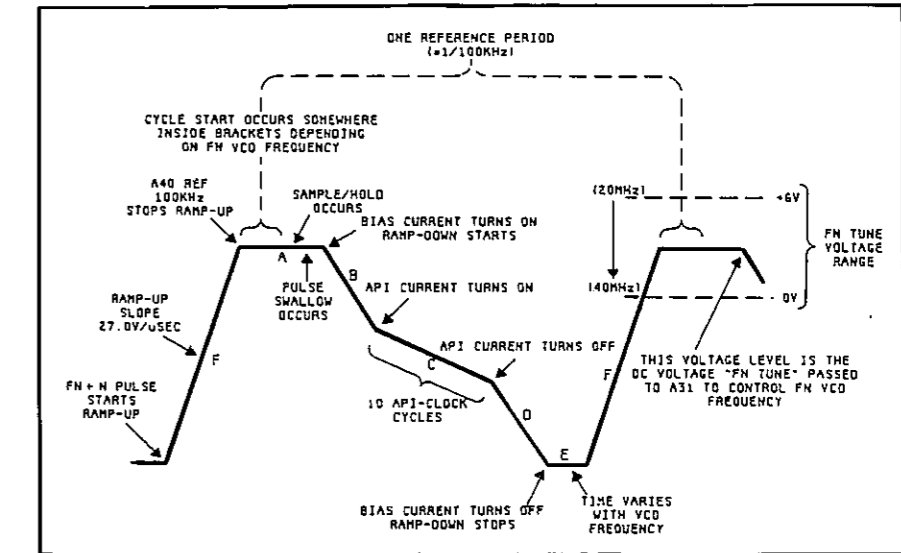 ONE REFERENCE PERIOD
(=1/100KHz)
CYCLE START OCCURS SOMEWHERE
INSIDE BRACKETS DEPENDING
ON FN VCO FREQUENCY
A40 REF
100KHz
STOPS RAMP-UP
SAMPLE/HOLD
OCCURS
BIAS CURRENT TURNS ON
RAMP-DOWN STARTS
(20MHz)
+6V
FN TUNE
VOLTAGE
RANGE
A
B
PULSE
SWALLOW
OCCURS
API CURRENT TURNS ON
(40MHz)
0V
RAMP-UP
SLOPE
27.0V/uSEC
F
API CURRENT TURNS OFF
C
10 API-CLOCK
CYCLES
D
F
THIS VOLTAGE LEVEL IS THE
DC VOLTAGE "FN TUNE" PASSED
TO A31 TO CONTROL FN VCO
FREQUENCY
FN ÷ N PULSE
STARTS
RAMP-UP
E
BIAS CURRENT TURNS OFF
RAMP-DOWN STOPS
TIME VARIES
WITH VCO
FREQUENCY